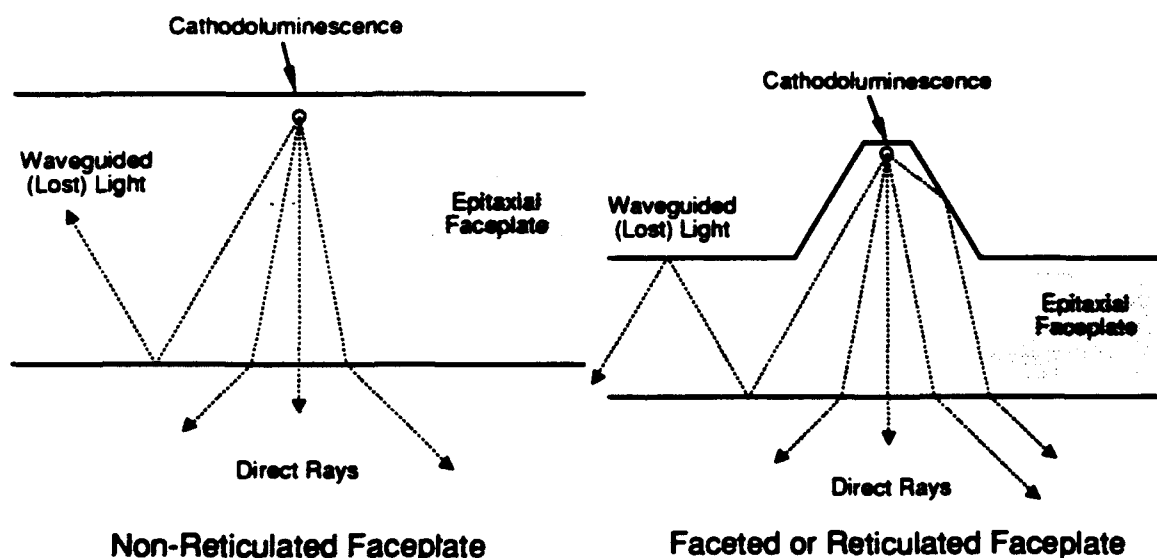 Cathodoluminescence
Waveguided
(Lost) Light
Epitaxial
Faceplate
Direct Rays
Non-Reticulated Faceplate
Cathodoluminescence
Waveguided
(Lost) Light
Epitaxial
Faceplate
Direct Rays
Faceted or Reticulated Faceplate